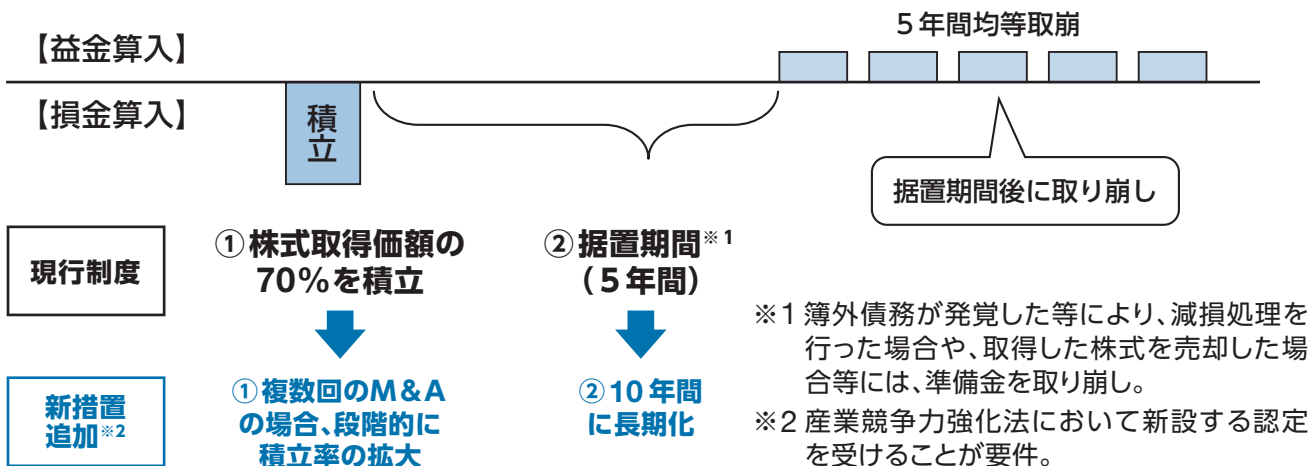 5年間均等取崩
【益金算入】
【損金算入】
積立
据置期間後に取り崩し
現行制度
①株式取得価額の
70％を積立
②据置期間※1
（5年間）
新措置
追加※2
①複数回のM＆A
の場合、段階的に
積立率の拡大
②10年間
に長期化
※1 簿外債務が発覚した等により、減損処理を
行った場合や、取得した株式を売却した場
合等には、準備金を取り崩し。
※2 産業競争力強化法において新設する認定
を受けることが要件。